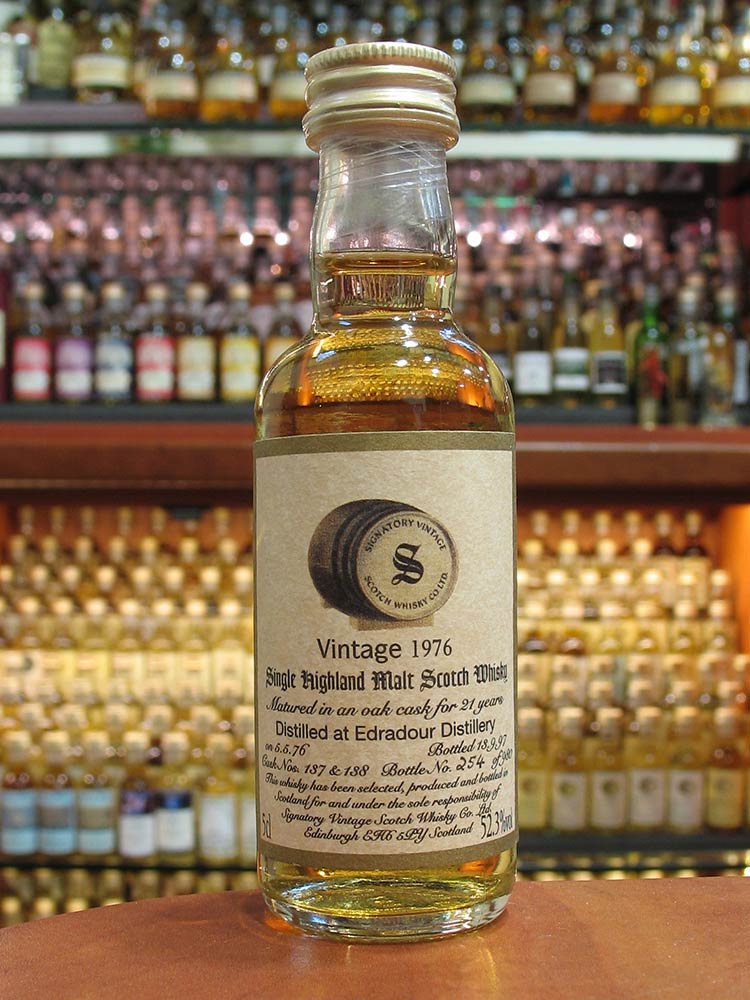 SIGNATORY VINTAGE
S
SCOTCH WHISKY CO LTD.
Vintage 1976
Single Highland Malt Scotch Whisky
Matured in an oak cask for 21 years
Distilled at Edradour Distillery
on 5.5.76 Bottled 18.9.97
Cask Nos. 137 & 138 Bottle No. 254 of
This whisky has been selected, produced and bottled in
Scotland for and under the sole responsibility of
Signatory Vintage Scotch Whisky Co. Ltd.
Edinburgh EH6 5PY Scotland
5cl 52.3%vol